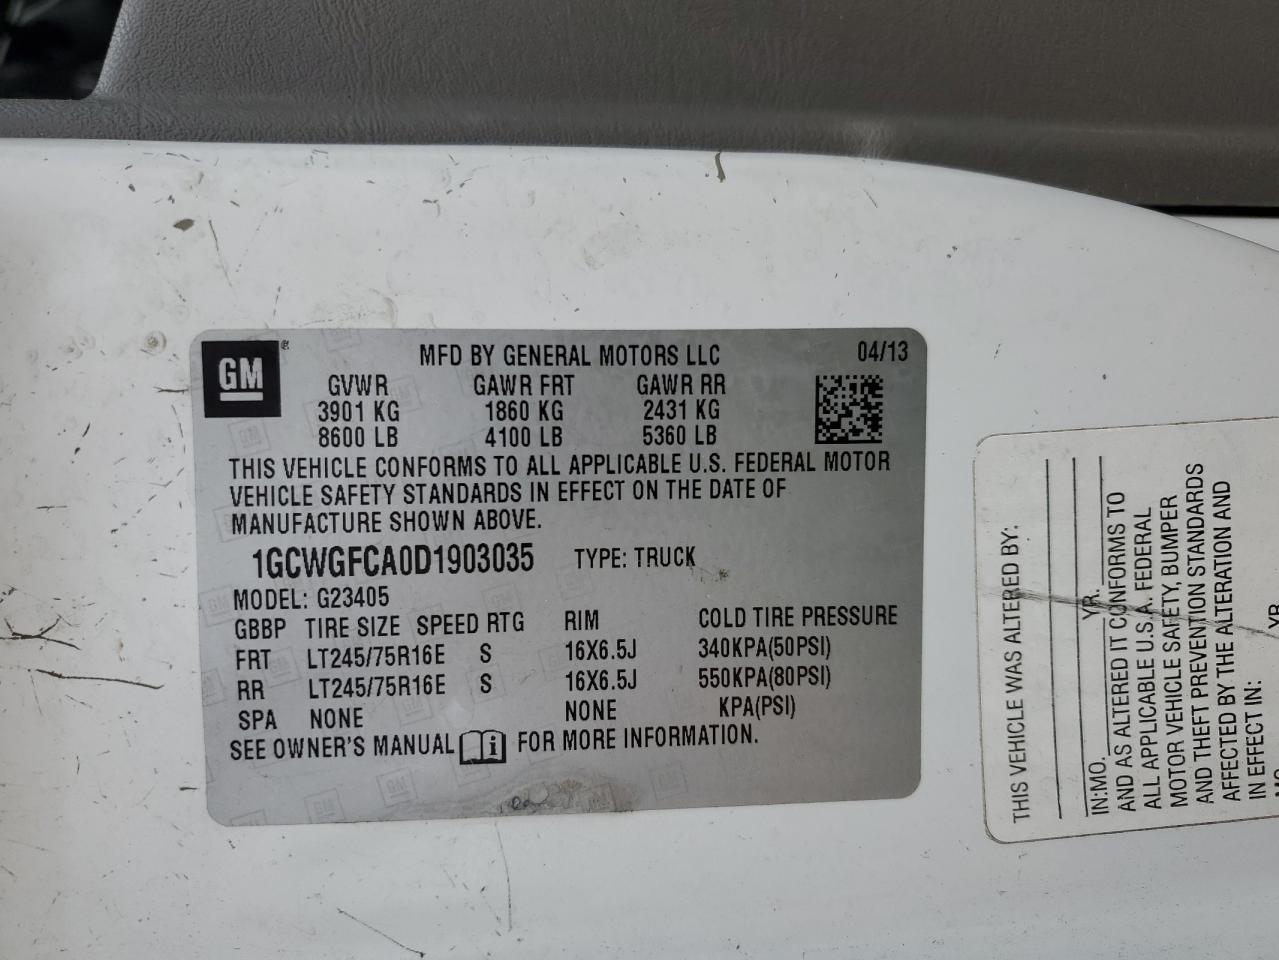 GM ®
MFD BY GENERAL MOTORS LLC 04/13
GVWR GAWR FRT GAWR RR
3901 KG 1860 KG 2431 KG
8600 LB 4100 LB 5360 LB
THIS VEHICLE CONFORMS TO ALL APPLICABLE U.S. FEDERAL MOTOR
VEHICLE SAFETY STANDARDS IN EFFECT ON THE DATE OF
MANUFACTURE SHOWN ABOVE.
1GCWGFCA0D1903035 TYPE: TRUCK
MODEL: G23405
GBBP TIRE SIZE SPEED RTG RIM COLD TIRE PRESSURE
FRT LT245/75R16E S 16X6.5J 340KPA(50PSI)
RR LT245/75R16E S 16X6.5J 550KPA(80PSI)
SPA NONE NONE KPA(PSI)
SEE OWNER'S MANUAL FOR MORE INFORMATION.
THIS VEHICLE WAS ALTERED BY:
IN:MO. YR.
AND AS ALTERED IT CONFORMS TO
ALL APPLICABLE U.S.A. FEDERAL
MOTOR VEHICLE SAFETY, BUMPER
AND THEFT PREVENTION STANDARDS
AFFECTED BY THE ALTERATION AND
IN EFFECT IN:
YR